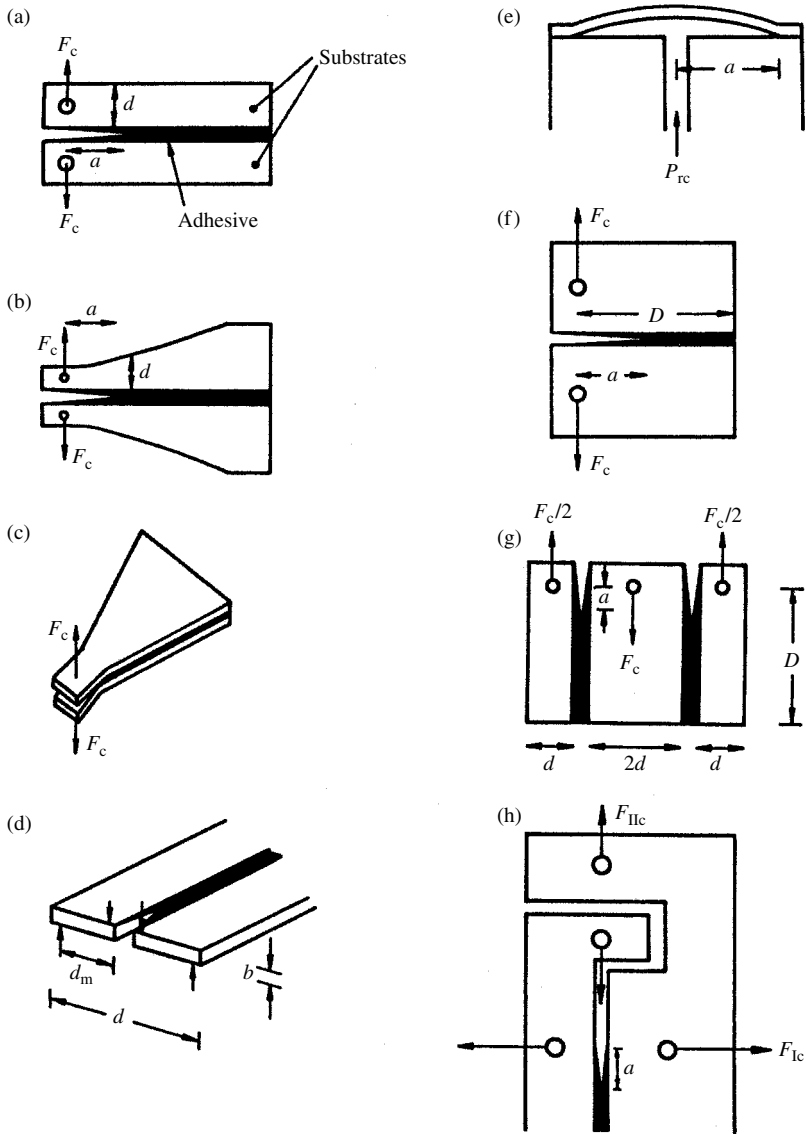 (a)
F_c
d
Substrates
a
F_c
Adhesive
(b)
a
F_c
d
F_c
(c)
F_c
F_c
(d)
d_m
b
d
(e)
a
P_rc
(f)
F_c
D
a
F_c
(g)
F_c/2
F_c/2
a
F_c
D
d
2d
d
(h)
F_IIc
F_Ic
a